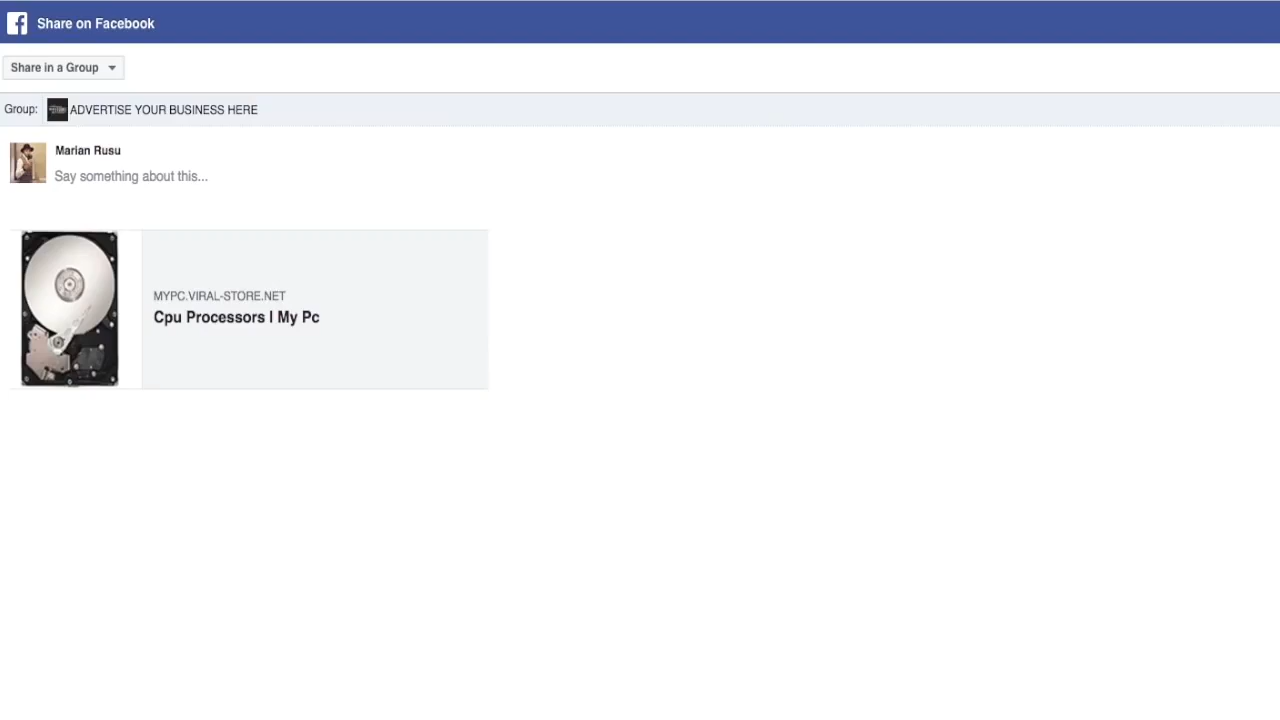 Share on Facebook
Share in a Group
Group: ADVERTISE YOUR BUSINESS HERE
Marian Rusu
Say something about this...
MYPC.VIRAL-STORE.NET
Cpu Processors | My Pc